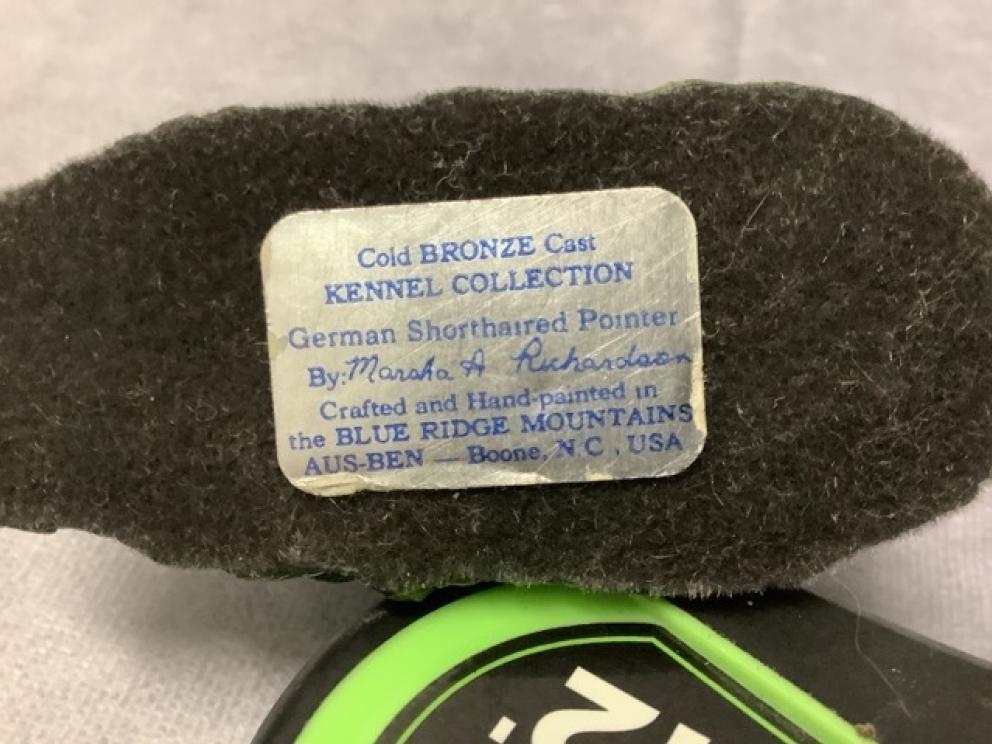 Cold BRONZE Cast
KENNEL COLLECTION
German Shorthaired Pointer
By: Marsha A Richardson
Crafted and Hand-painted in
the BLUE RIDGE MOUNTAINS
AUS-BEN — Boone, N.C., USA